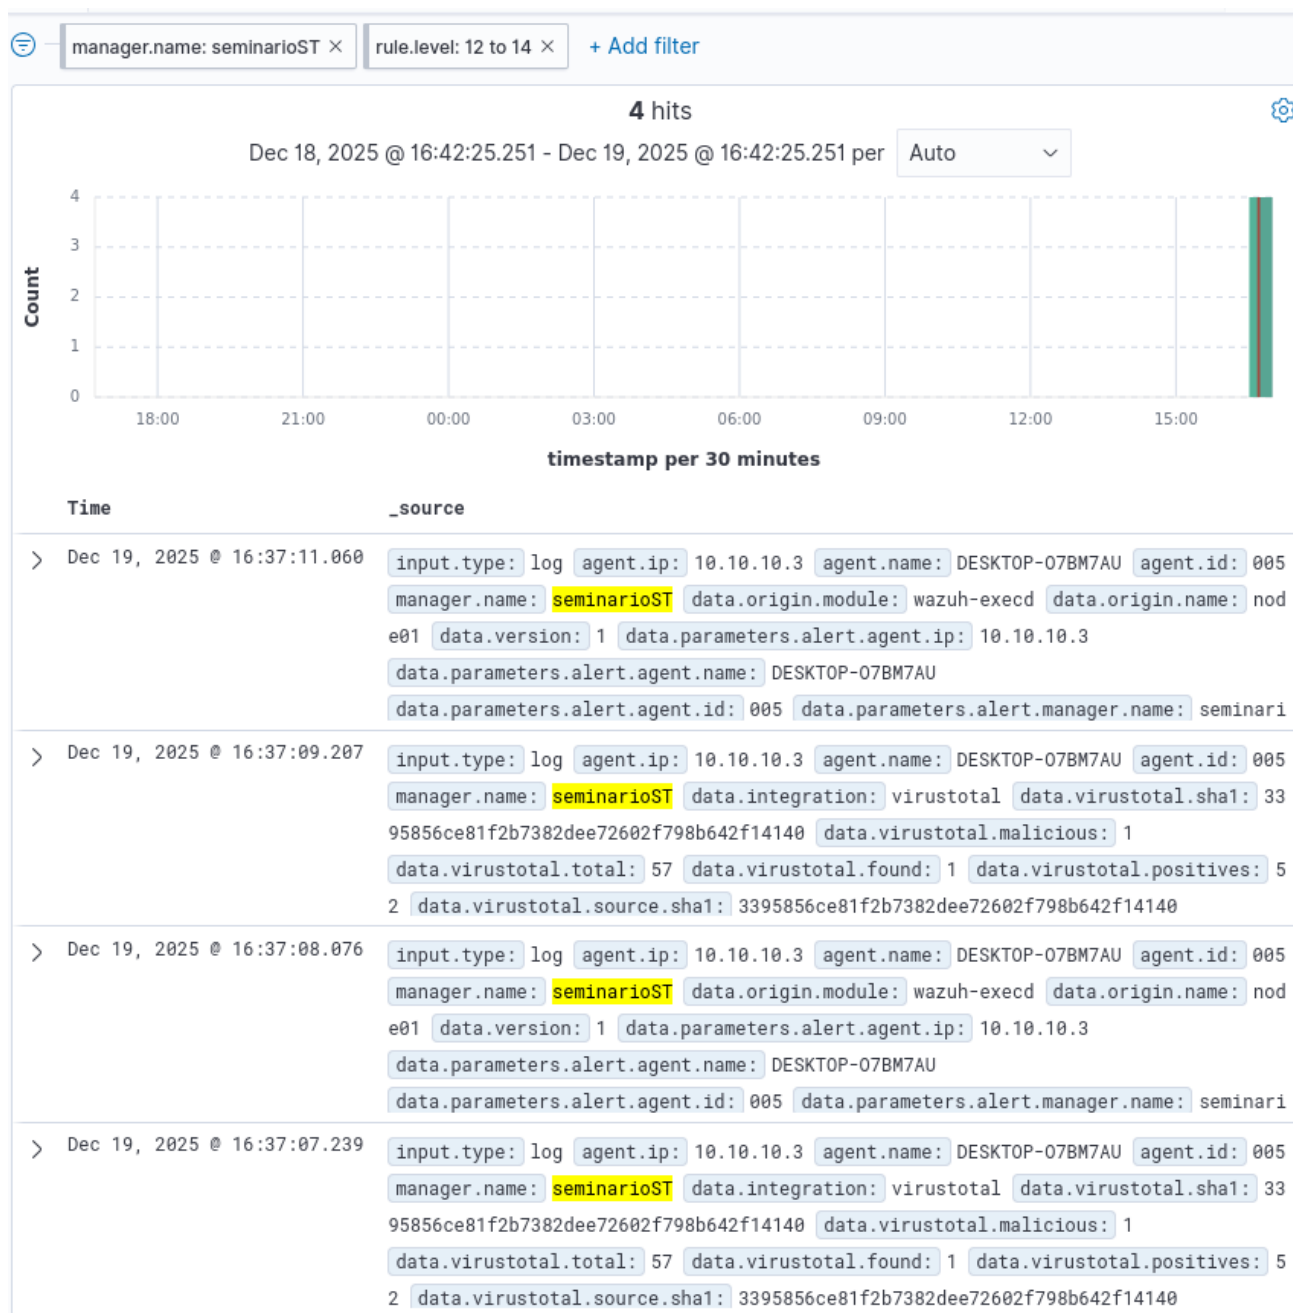 manager.name: seminarioST × rule.level: 12 to 14 × + Add filter
4 hits
Dec 18, 2025 @ 16:42:25.251 - Dec 19, 2025 @ 16:42:25.251 per Auto
4
3
2
1
0
Count
18:00 21:00 00:00 03:00 06:00 09:00 12:00 15:00
timestamp per 30 minutes
Time _source
Dec 19, 2025 @ 16:37:11.060 input.type: log agent.ip: 10.10.10.3 agent.name: DESKTOP-O7BM7AU agent.id: 005
manager.name: seminarioST data.origin.module: wazuh-execd data.origin.name: nod
e01 data.version: 1 data.parameters.alert.agent.ip: 10.10.10.3
data.parameters.alert.agent.name: DESKTOP-O7BM7AU
data.parameters.alert.agent.id: 005 data.parameters.alert.manager.name: seminari
Dec 19, 2025 @ 16:37:09.207 input.type: log agent.ip: 10.10.10.3 agent.name: DESKTOP-O7BM7AU agent.id: 005
manager.name: seminarioST data.integration: virustotal data.virustotal.sha1: 33
95856ce81f2b7382dee72602f798b642f14140 data.virustotal.malicious: 1
data.virustotal.total: 57 data.virustotal.found: 1 data.virustotal.positives: 5
2 data.virustotal.source.sha1: 3395856ce81f2b7382dee72602f798b642f14140
Dec 19, 2025 @ 16:37:08.076 input.type: log agent.ip: 10.10.10.3 agent.name: DESKTOP-O7BM7AU agent.id: 005
manager.name: seminarioST data.origin.module: wazuh-execd data.origin.name: nod
e01 data.version: 1 data.parameters.alert.agent.ip: 10.10.10.3
data.parameters.alert.agent.name: DESKTOP-O7BM7AU
data.parameters.alert.agent.id: 005 data.parameters.alert.manager.name: seminari
Dec 19, 2025 @ 16:37:07.239 input.type: log agent.ip: 10.10.10.3 agent.name: DESKTOP-O7BM7AU agent.id: 005
manager.name: seminarioST data.integration: virustotal data.virustotal.sha1: 33
95856ce81f2b7382dee72602f798b642f14140 data.virustotal.malicious: 1
data.virustotal.total: 57 data.virustotal.found: 1 data.virustotal.positives: 5
2 data.virustotal.source.sha1: 3395856ce81f2b7382dee72602f798b642f14140